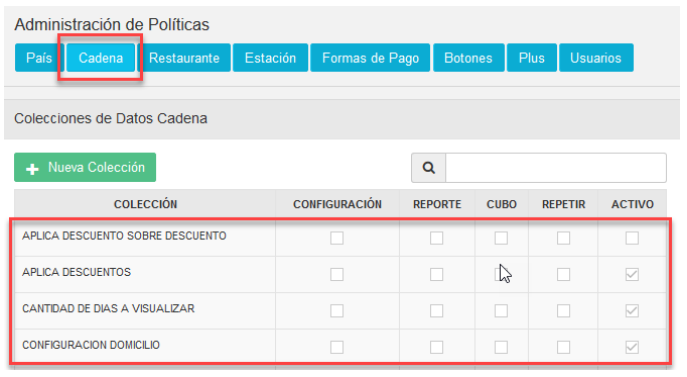 Administración de Políticas
País Cadena Restaurante Estación Formas de Pago Botones Plus Usuarios
Colecciones de Datos Cadena
+ Nueva Colección
COLECCIÓN CONFIGURACIÓN REPORTE CUBO REPETIR ACTIVO
APLICA DESCUENTO SOBRE DESCUENTO
APLICA DESCUENTOS
CANTIDAD DE DIAS A VISUALIZAR
CONFIGURACION DOMICILIO